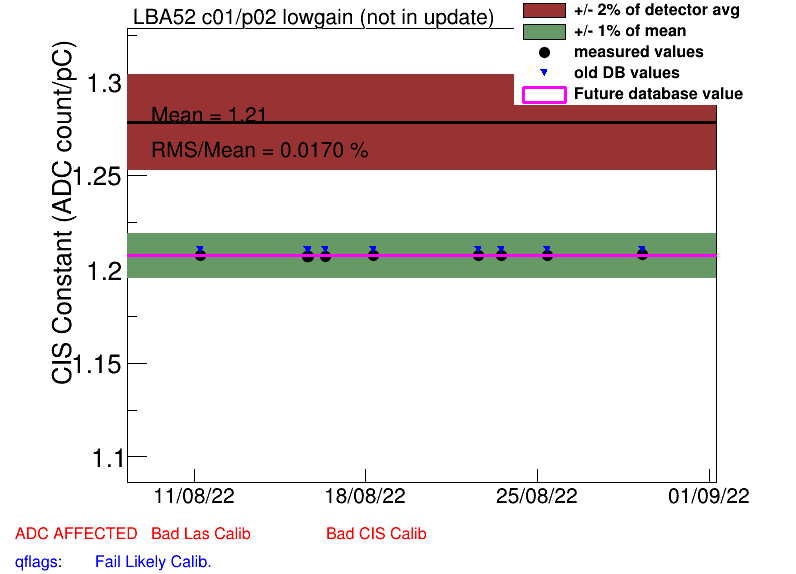 LBA52 c01/p02 lowgain (not in update)
+/- 2% of detector avg
+/- 1% of mean
measured values
old DB values
Future database value
CIS Constant (ADC count/pC)
1.3
Mean = 1.21
RMS/Mean = 0.0170 %
1.25
1.2
1.15
1.1
11/08/22 18/08/22 25/08/22 01/09/22
ADC AFFECTED Bad Las Calib Bad CIS Calib
qflags: Fail Likely Calib.